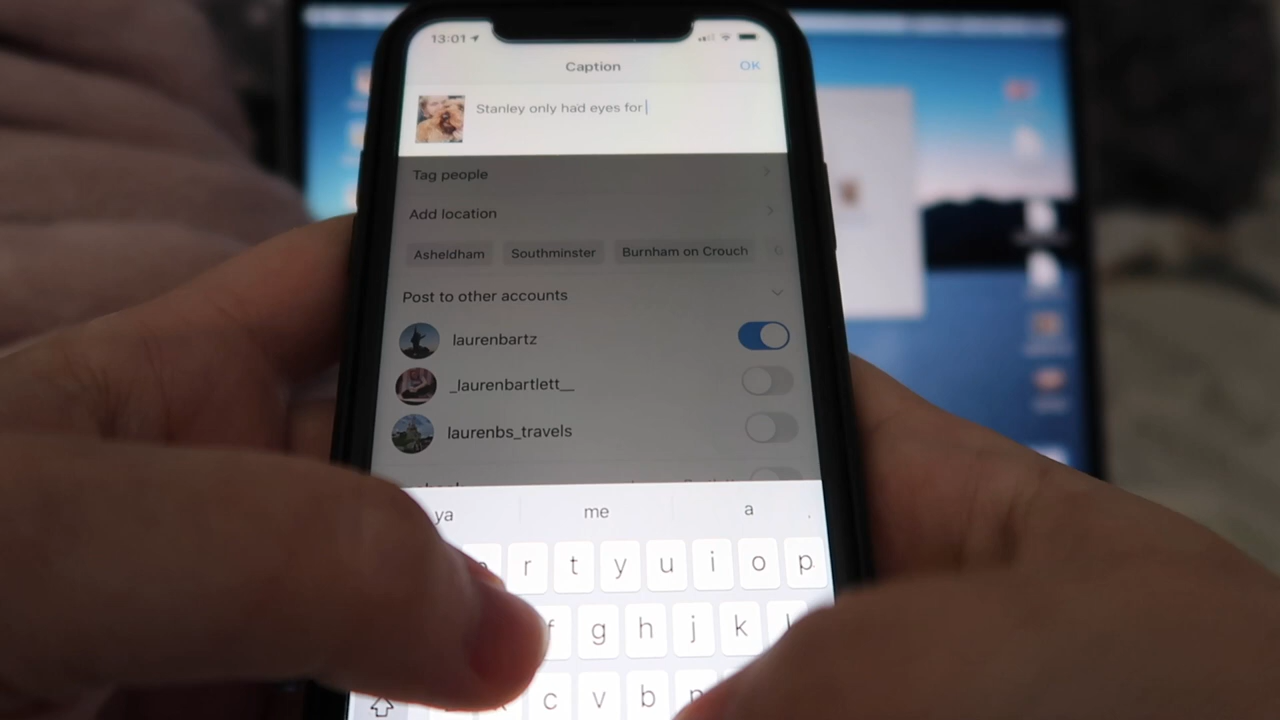 13:01
Caption
OK
Stanley only had eyes for
Tag people
Add location
Asheldham Southminster Burnham on Crouch
Post to other accounts
laurenbartz
_laurenbartlett__
laurenbs_travels
ya me a
r t y u i o p
f g h j k l
c v b